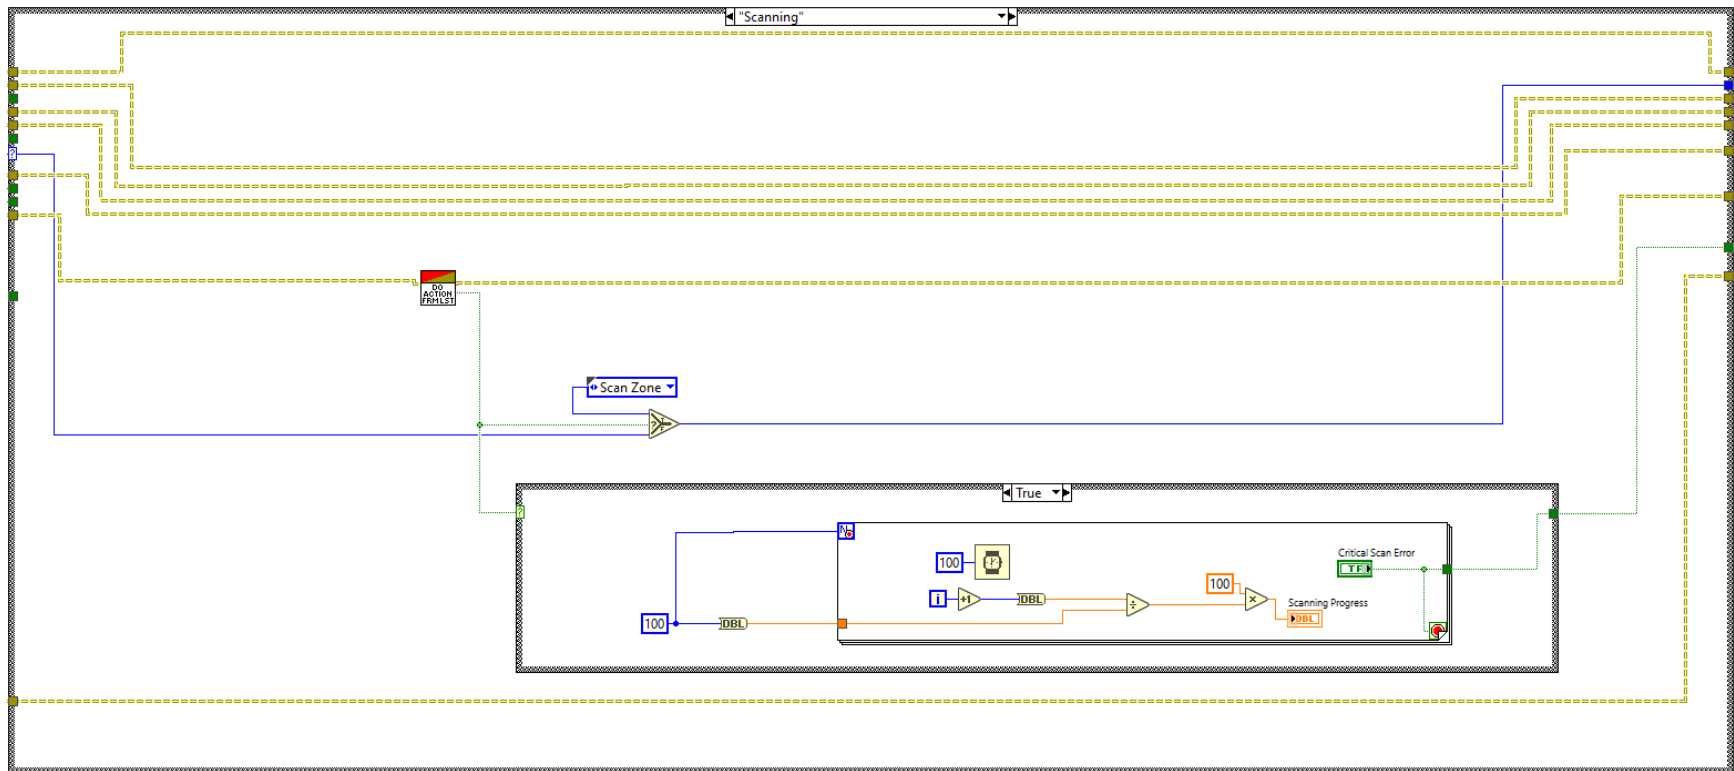 "Scanning"
DO
ACTION
FRMLST
Scan Zone
?
T
F
True
?
N
100
Critical Scan Error
TF
i
+1
DBL
÷
100
×
Scanning Progress
DBL
100
DBL
?